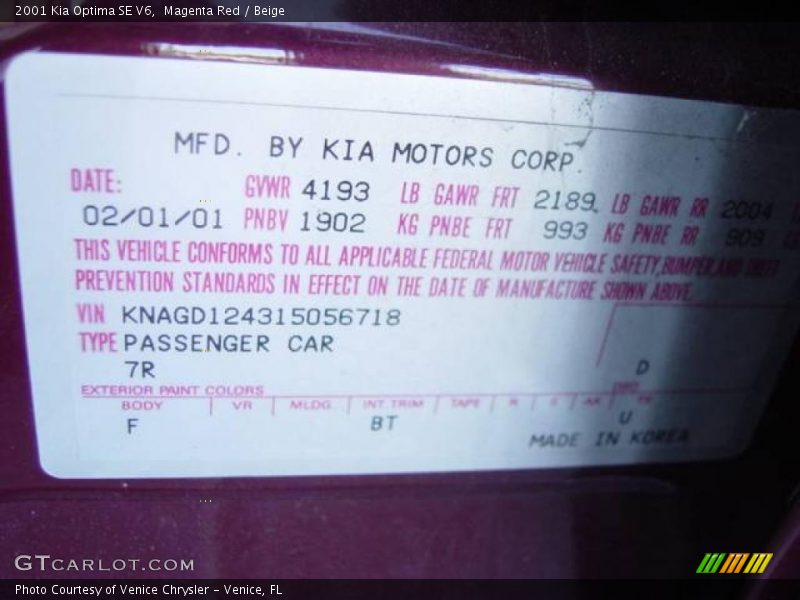 2001 Kia Optima SE V6,  Magenta Red / Beige
MFD. BY KIA MOTORS CORP.
DATE: GVWR 4193 LB GAWR FRT 2189 LB GAWR RR 2004
02/01/01 PNBV 1902 KG PNBE FRT 993 KG PNBE RR 909
THIS VEHICLE CONFORMS TO ALL APPLICABLE FEDERAL MOTOR VEHICLE SAFETY, BUMPER, AND THEFT
PREVENTION STANDARDS IN EFFECT ON THE DATE OF MANUFACTURE SHOWN ABOVE.
VIN KNAGD124315056718
TYPE PASSENGER CAR
7R D
EXTERIOR PAINT COLORS
BODY VR MLDG INT. TRIM TAPE R S AX TR
F BT U
MADE IN KOREA
GTCARLOT.COM
Photo Courtesy of Venice Chrysler – Venice, FL